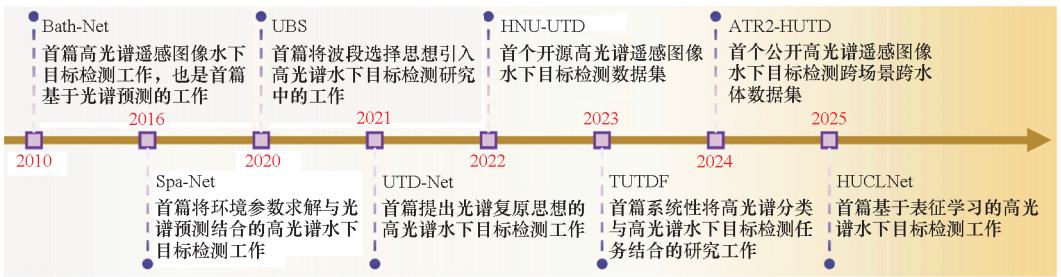 Bath-Net
首篇高光谱遥感图像水下
目标检测工作，也是首篇
基于光谱预测的工作
UBS
首篇将波段选择思想引入
高光谱水下目标检测研究
中的工作
HNU-UTD
首个开源高光谱遥感图像
水下目标检测数据集
ATR2-HUTD
首个公开高光谱遥感图像
水下目标检测跨场景跨水
体数据集
2016
2021
2023
2025
2010
2020
2022
2024
Spa-Net
首篇将环境参数求解与光
谱预测结合的高光谱水下
目标检测工作
UTD-Net
首篇提出光谱复原思想的
高光谱水下目标检测工作
TUTDF
首篇系统性将高光谱分类
与高光谱水下目标检测任
务结合的研究工作
HUCLNet
首篇基于表征学习的高光
谱水下目标检测工作